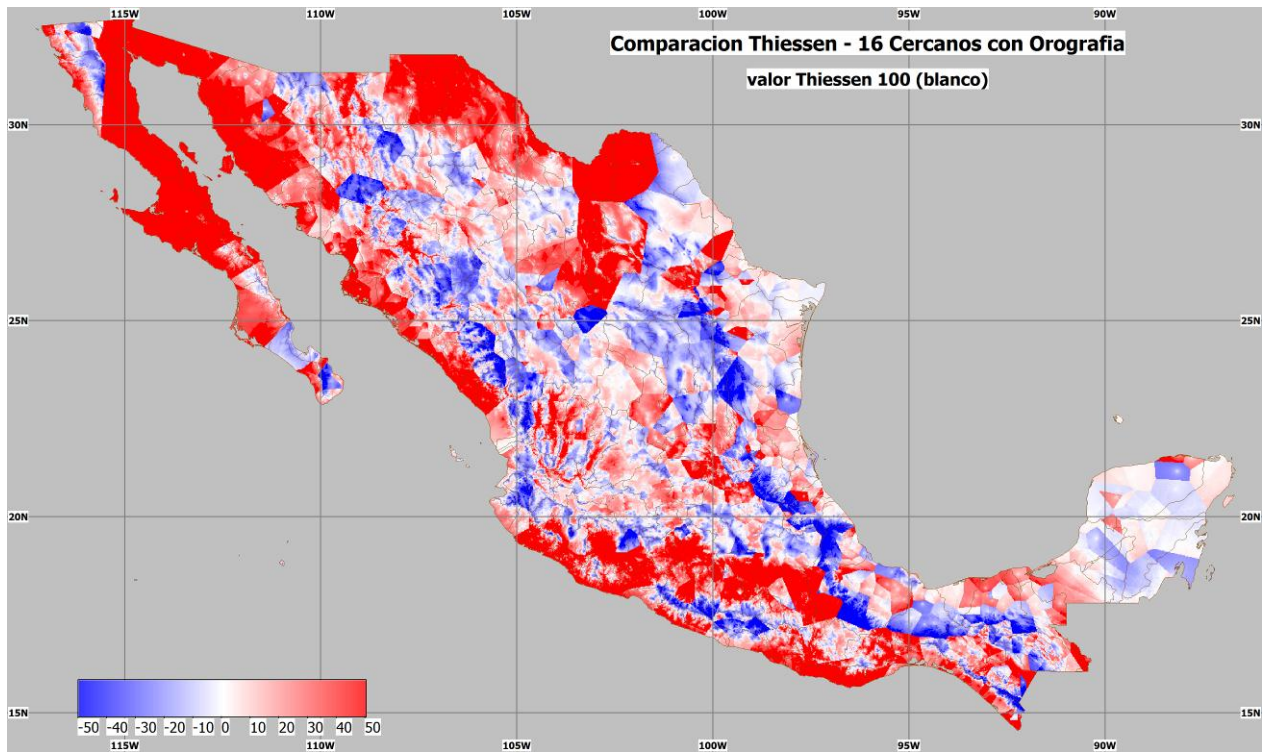 115W 110W 105W 100W 95W 90W
Comparacion Thiessen - 16 Cercanos con Orografia
valor Thiessen 100 (blanco)
30N 30N
25N 25N
20N 20N
15N 15N
-50 -40 -30 -20 -10 0 10 20 30 40 50
115W 110W 105W 100W 95W 90W